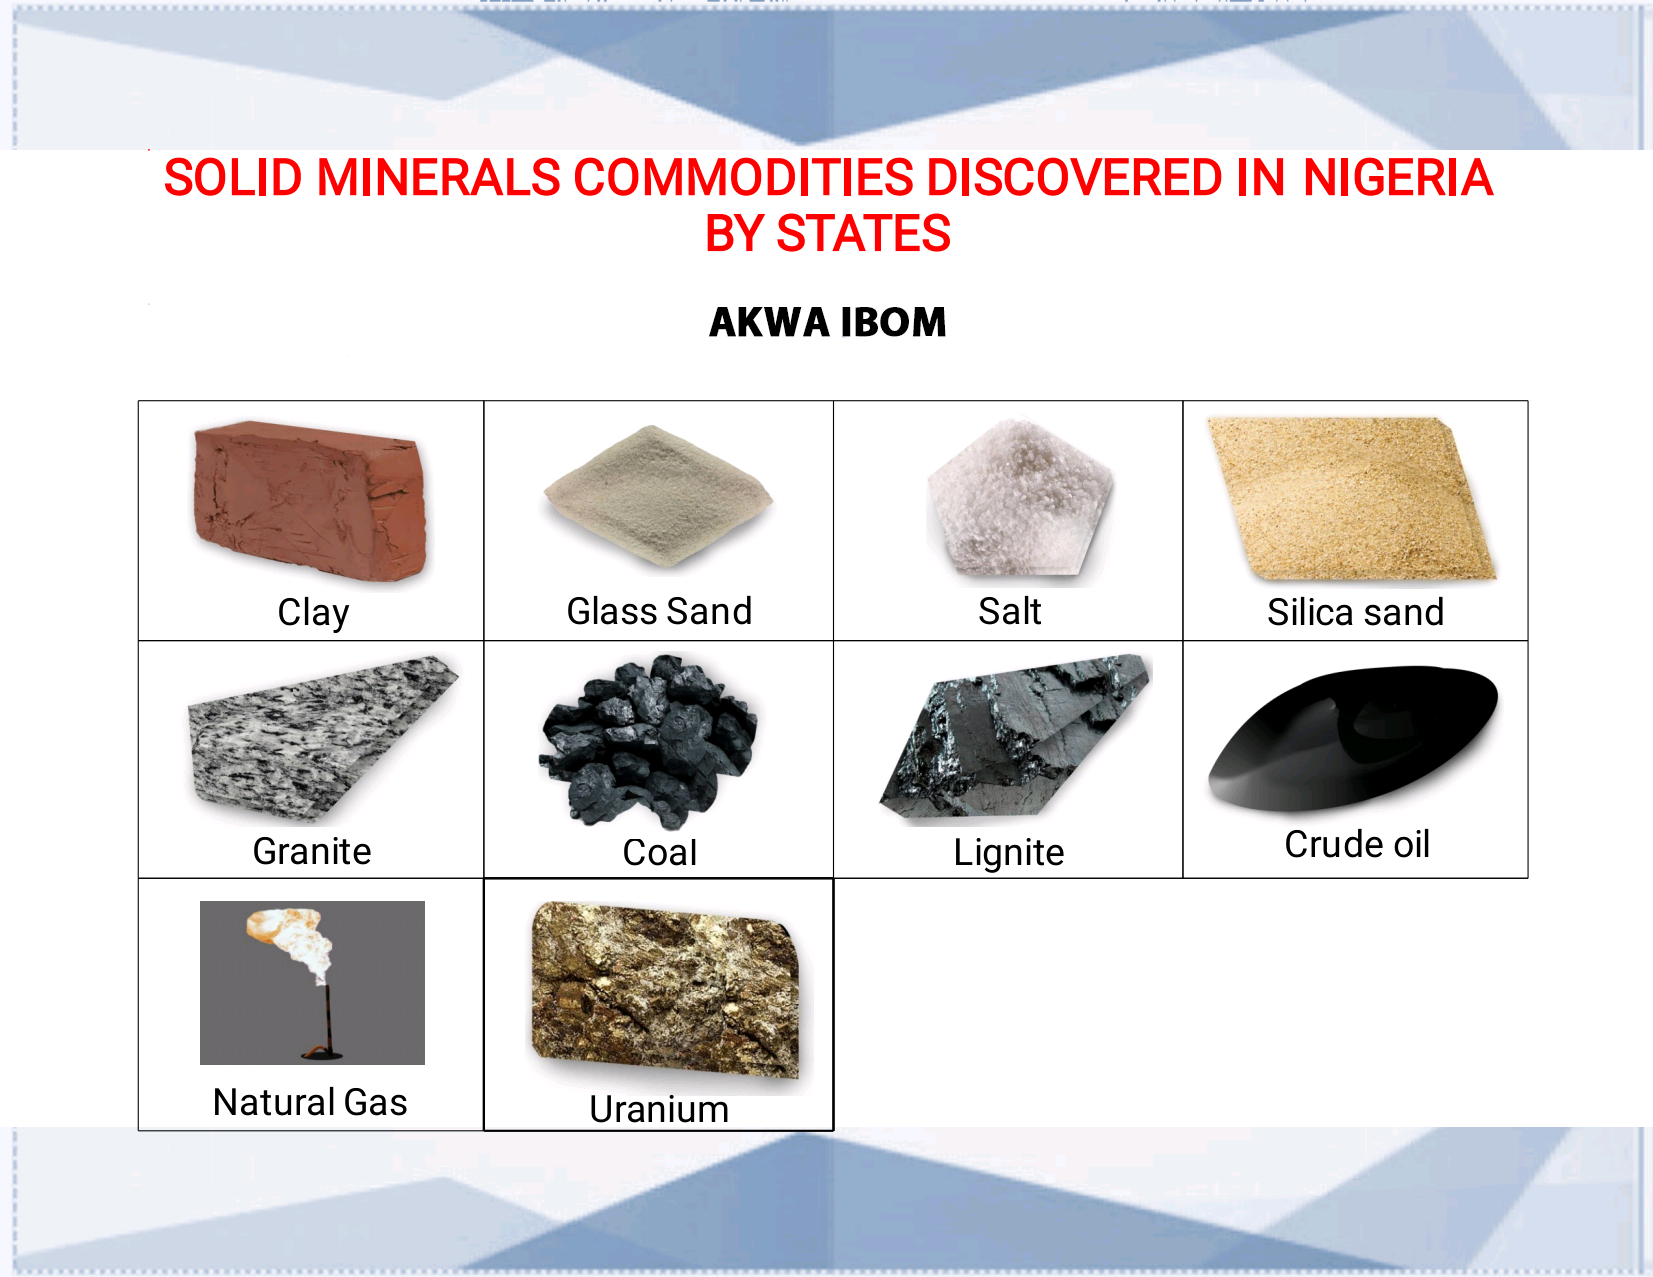 SOLID MINERALS COMMODITIES DISCOVERED IN NIGERIA
BY STATES
AKWA IBOM
Clay
Glass Sand
Salt
Silica sand
Granite
Coal
Lignite
Crude oil
Natural Gas
Uranium